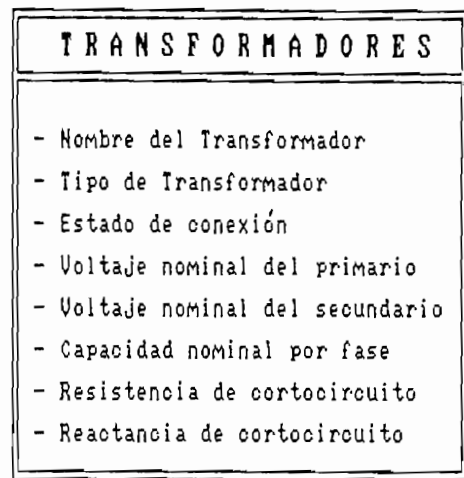 TRANSFORMADORES
- Nombre del Transformador
- Tipo de Transformador
- Estado de conexión
- Voltaje nominal del primario
- Voltaje nominal del secundario
- Capacidad nominal por fase
- Resistencia de cortocircuito
- Reactancia de cortocircuito